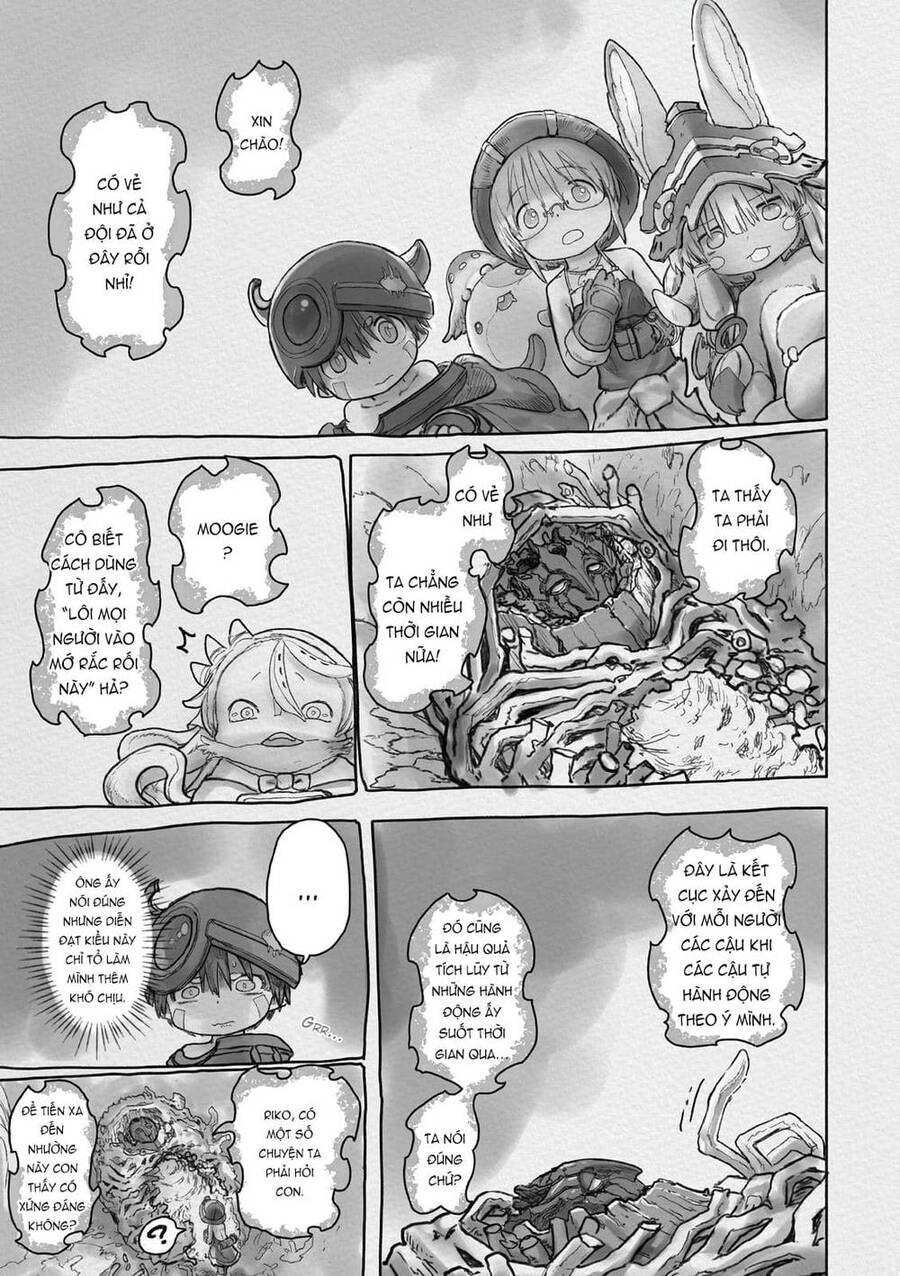 XIN
CHÀO!
CÓ VẺ
NHƯ CẢ
ĐỘI ĐÃ Ở
ĐÂY RỒI
NHỈ!
TA THẤY
TA PHẢI
ĐI THÔI.
CÓ VẺ
NHƯ
TA CHẲNG
CÒN NHIỀU
THỜI GIAN
NỮA!
MOOGIE
?
CÔ BIẾT
CÁCH DÙNG
TỪ ĐẤY,
"LÔI MỌI
NGƯỜI VÀO
MỚ RẮC RỐI
NÀY" HẢ?
ĐÂY LÀ KẾT
CỤC XẢY ĐẾN
VỚI MỖI NGƯỜI
CÁC CẬU KHI
CÁC CẬU TỰ
HÀNH ĐỘNG
THEO Ý MÌNH.
ĐÓ CŨNG
LÀ HẬU QUẢ
TÍCH LŨY TỪ
NHỮNG HÀNH
ĐỘNG ẤY
SUỐT THỜI
GIAN QUA...
TA NÓI
ĐÚNG
CHỨ?
...
ÔNG ẤY
NÓI ĐÚNG
NHƯNG DIỄN
ĐẠT KIỂU NÀY
CHỈ TỔ LÀM
MÌNH THÊM
KHÓ CHỊU.
GRR...
RIKO, CÓ
MỘT SỐ
CHUYỆN TA
PHẢI HỎI
CON.
ĐỂ TIẾN XA
ĐẾN
NHƯỜNG
NÀY CON
THẤY CÓ
XỨNG ĐÁNG
KHÔNG?
?